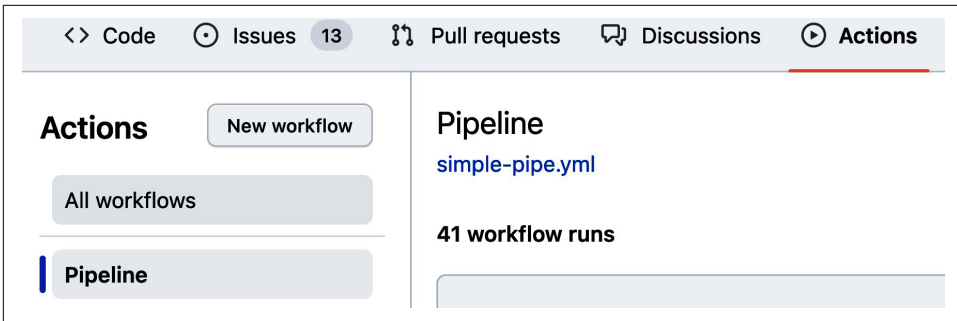 <> Code Issues 13 Pull requests Discussions Actions
Actions
New workflow
All workflows
Pipeline
Pipeline
simple-pipe.yml
41 workflow runs